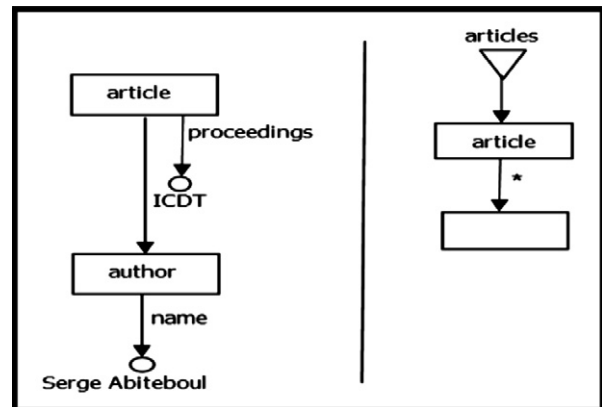 article
proceedings
ICDT
author
name
Serge Abiteboul
articles
article
*